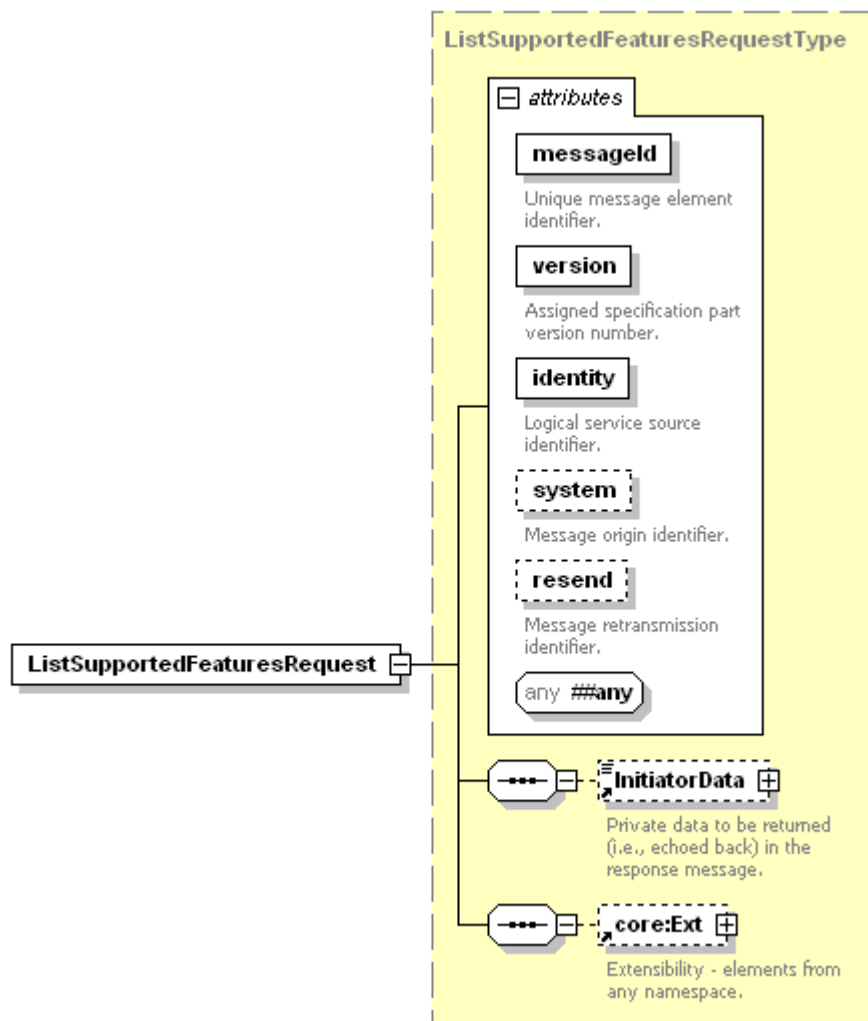 ListSupportedFeaturesRequestType
attributes
messageId
Unique message element
identifier.
version
Assigned specification part
version number.
identity
Logical service source
identifier.
system
Message origin identifier.
resend
Message retransmission
identifier.
any ##any
ListSupportedFeaturesRequest
InitiatorData
Private data to be returned
(i.e., echoed back) in the
response message.
core:Ext
Extensibility - elements from
any namespace.